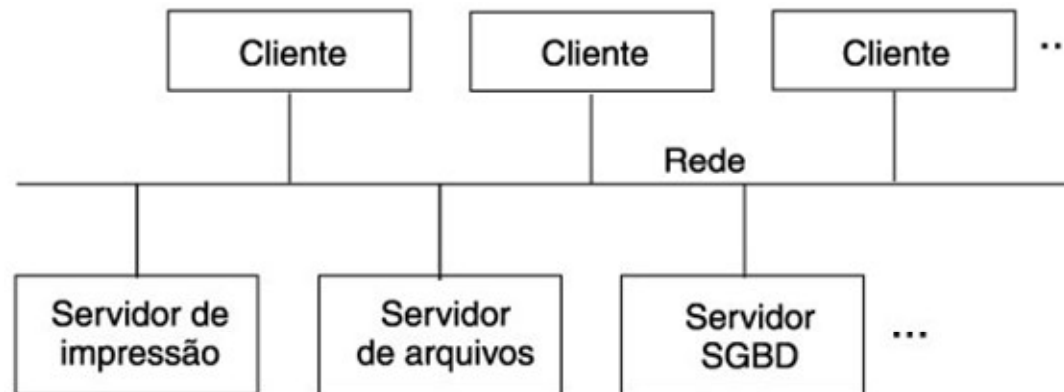 Cliente
Cliente
Cliente
...
Rede
Servidor de
impressão
Servidor
de arquivos
Servidor
SGBD
...